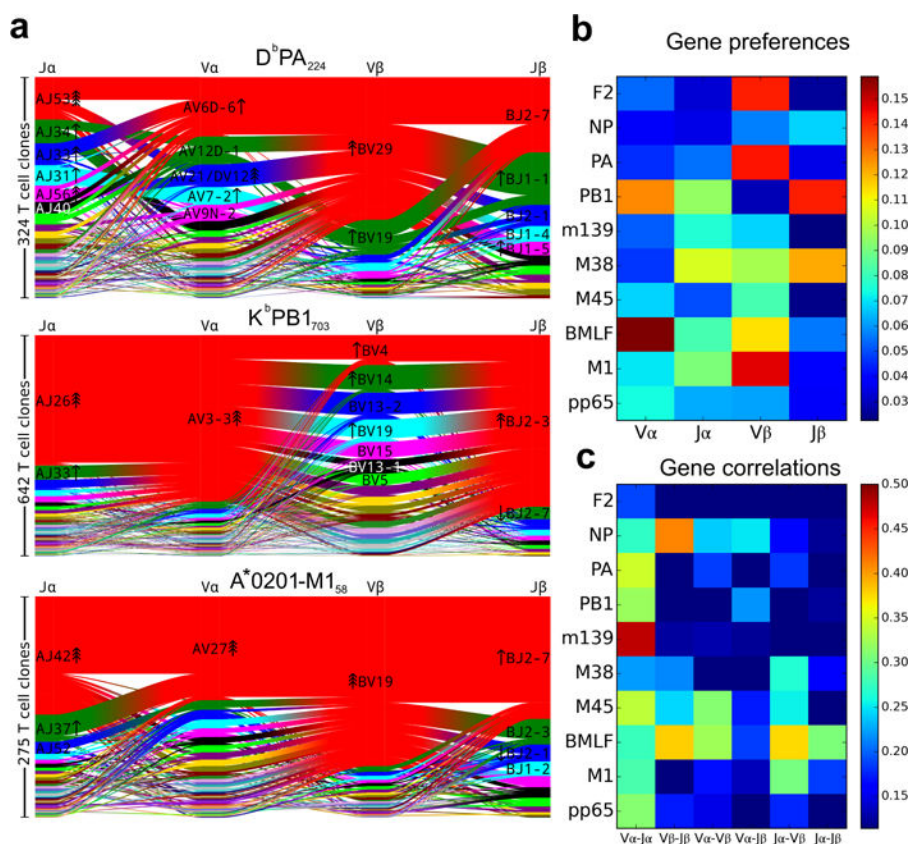 a
DᵇPA₂₂₄
Jα Vα Vβ Jβ
324 T cell clones
AJ53
AJ34↑
AJ33↑
AJ31↑
AJ56
AJ40
AV6D-6↑
AV12D-1
AV21/DV12
AV7-2↑
AV9N-2
BV29
↑BV19
BJ2-7
↑BJ1-1
BJ2-1
BJ1-4
↑BJ1-5
KᵇPB1₇₀₃
Jα Vα Vβ Jβ
642 T cell clones
AJ26
AJ33↑
AV3-3
↑BV4
↑BV14
BV13-2
↑BV19
BV15
BV13-1
BV5
BJ2-3
↓BJ2-7
A*0201-M1₅₈
Jα Vα Vβ Jβ
275 T cell clones
AJ42
AJ37↑
AJ52
AV27
BV19
↑BJ2-7
BJ2-3
↓BJ2-1
BJ1-2
b
Gene preferences
F2
NP
PA
PB1
m139
M38
M45
BMLF
M1
pp65
Vα Jα Vβ Jβ
0.15
0.14
0.13
0.12
0.11
0.10
0.09
0.08
0.07
0.06
0.05
0.04
0.03
c
Gene correlations
F2
NP
PA
PB1
m139
M38
M45
BMLF
M1
pp65
Vα-Jα Vβ-Jβ Vα-Vβ Vα-Jβ Jα-Vβ Jα-Jβ
0.50
0.45
0.40
0.35
0.30
0.25
0.20
0.15